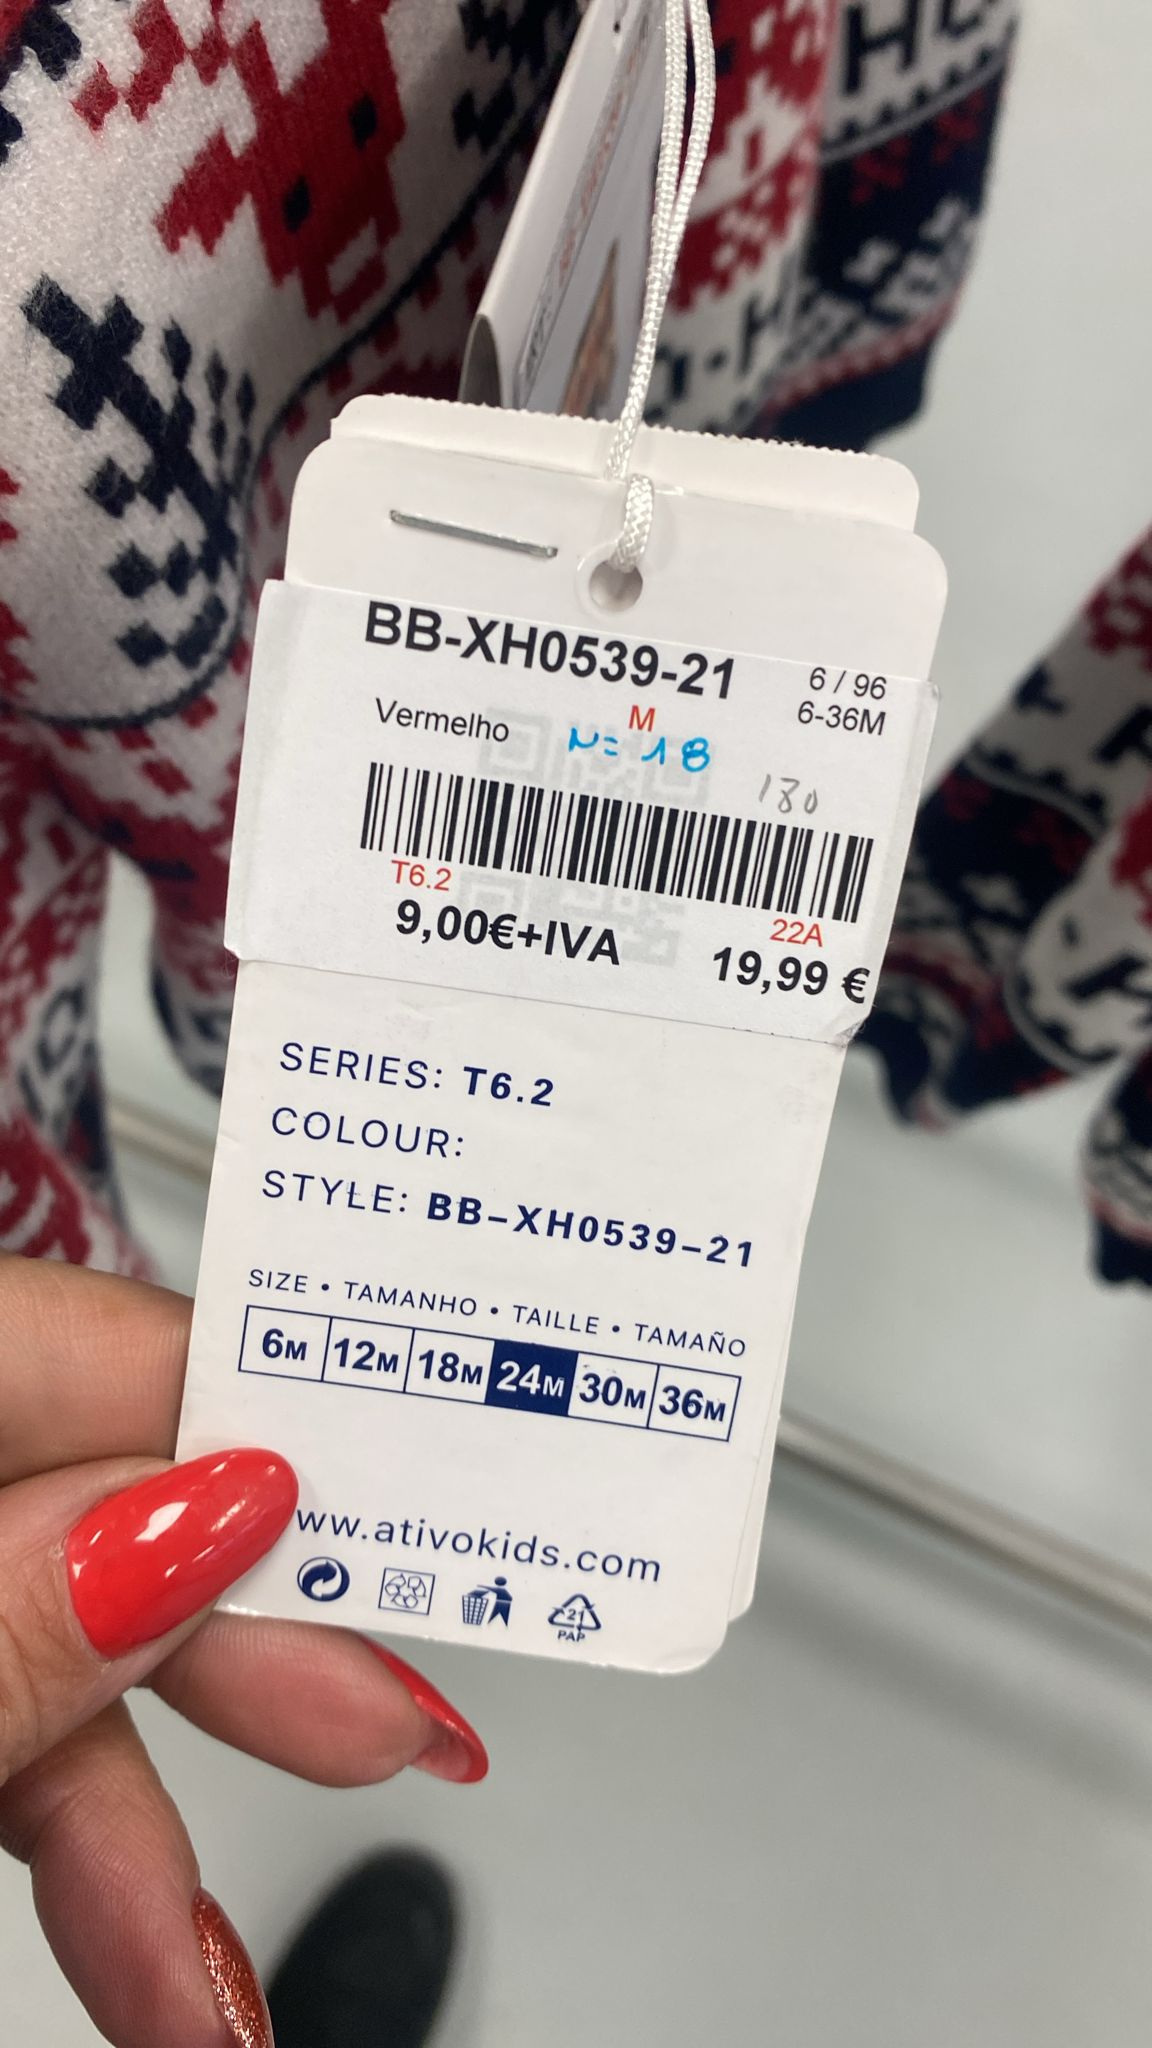 BB-XH0539-21
6 / 96
6-36M
Vermelho
M
N= 18
180
T6.2
22A
9,00€+IVA
19,99 €
SERIES: T6.2
COLOUR:
STYLE: BB-XH0539-21
SIZE • TAMANHO • TAILLE • TAMAÑO
6M 12M 18M 24M 30M 36M
ww.ativokids.com
21
PAP